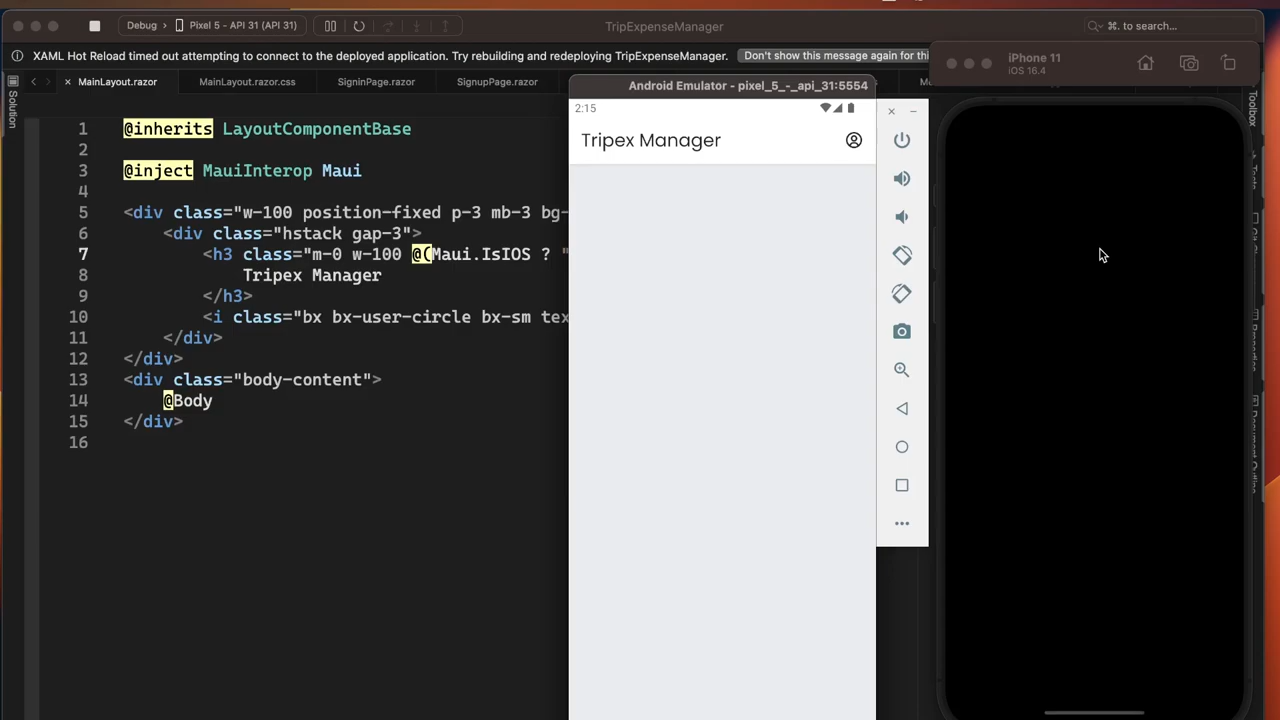 Debug > Pixel 5 - API 31 (API 31)
TripExpenseManager
⌘. to search...
XAML Hot Reload timed out attempting to connect to the deployed application. Try rebuilding and redeploying TripExpenseManager.
Don't show this message again for thi
iPhone 11
iOS 16.4
Solution
MainLayout.razor
MainLayout.razor.css
SigninPage.razor
SignupPage.razor
Android Emulator - pixel_5_-_api_31:5554
Toolbox
1 @inherits LayoutComponentBase
2
3 @inject MauiInterop Maui
4
5 <div class="w-100 position-fixed p-3 mb-3 bg-
6 <div class="hstack gap-3">
7 <h3 class="m-0 w-100 @(Maui.IsIOS ? "
8 Tripex Manager
9 </h3>
10 <i class="bx bx-user-circle bx-sm tex
11 </div>
12 </div>
13 <div class="body-content">
14 @Body
15 </div>
16
2:15
Tripex Manager
Properties
Document Outline